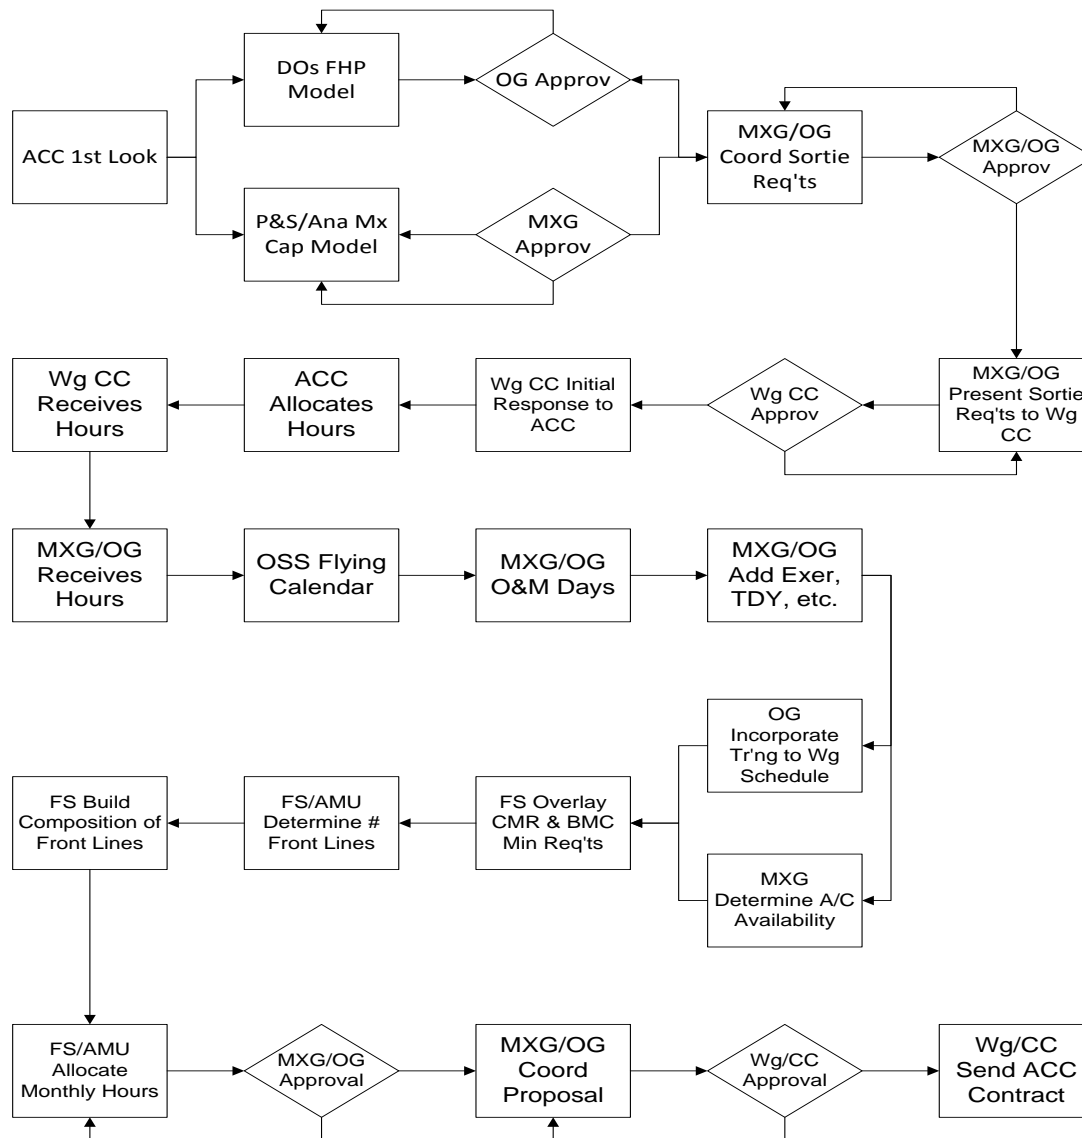 DOs FHP
Model
OG Approv
ACC 1st Look
MXG/OG
Coord Sortie
Req'ts
MXG/OG
Approv
P&S/Ana Mx
Cap Model
MXG
Approv
Wg CC
Receives
Hours
ACC
Allocates
Hours
Wg CC Initial
Response to
ACC
Wg CC
Approv
MXG/OG
Present Sortie
Req'ts to Wg
CC
MXG/OG
Receives
Hours
OSS Flying
Calendar
MXG/OG
O&M Days
MXG/OG
Add Exer,
TDY, etc.
OG
Incorporate
Tr'ng to Wg
Schedule
FS Build
Composition of
Front Lines
FS/AMU
Determine #
Front Lines
FS Overlay
CMR & BMC
Min Req'ts
MXG
Determine A/C
Availability
FS/AMU
Allocate
Monthly Hours
MXG/OG
Approval
MXG/OG
Coord
Proposal
Wg/CC
Approval
Wg/CC
Send ACC
Contract